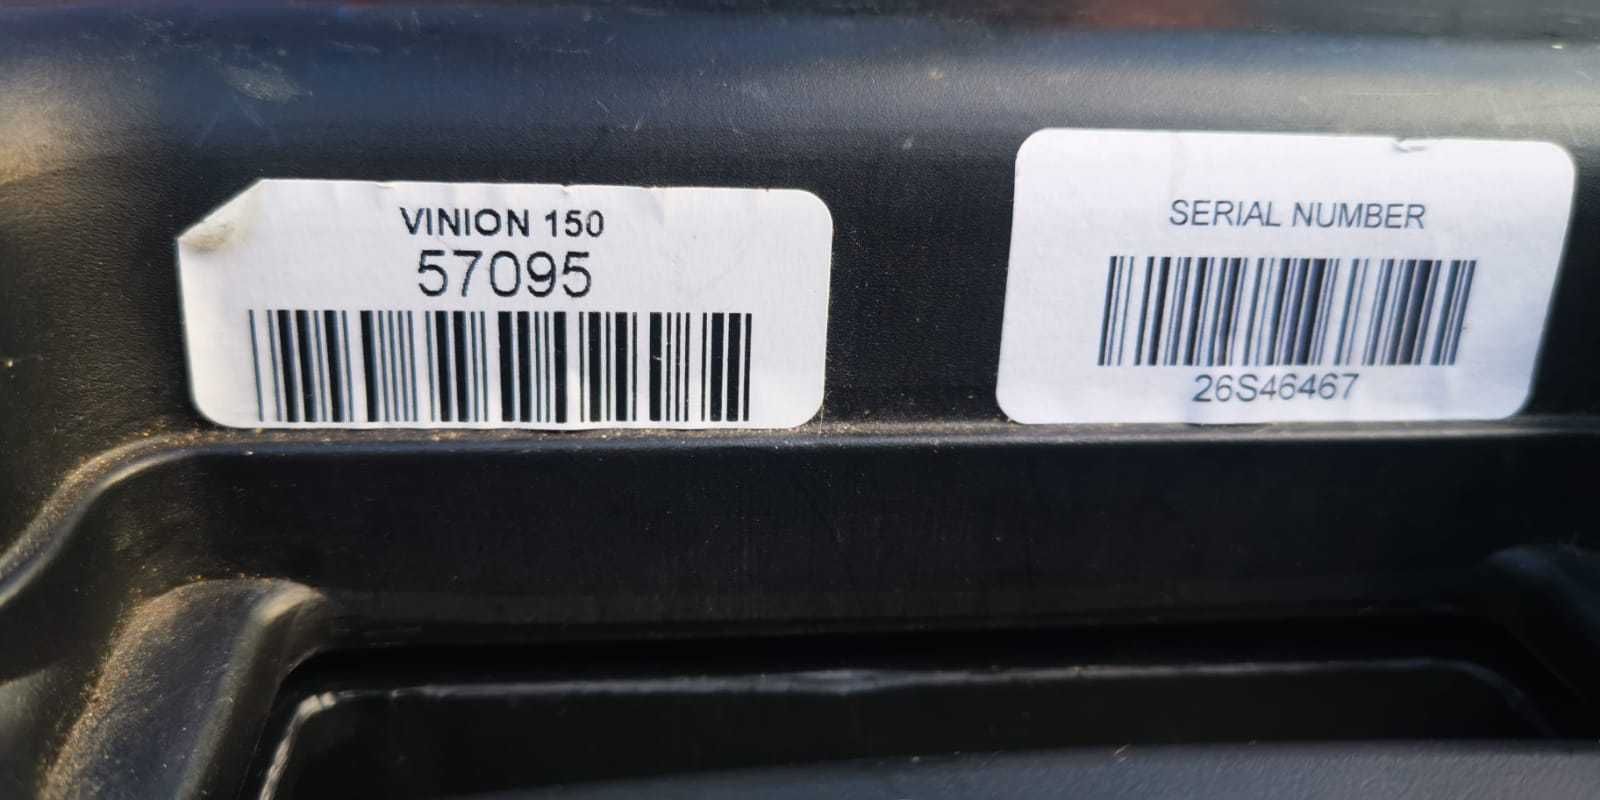 VINION 150
57095
SERIAL NUMBER
26S46467